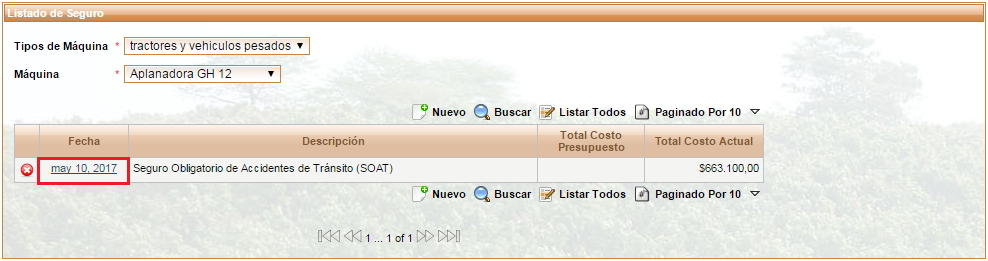 Listado de Seguro
Tipos de Máquina * tractores y vehiculos pesados
Máquina * Aplanadora GH 12
Nuevo Buscar Listar Todos Paginado Por 10
Fecha Descripción Total Costo Presupuesto Total Costo Actual
may 10, 2017 Seguro Obligatorio de Accidentes de Tránsito (SOAT) $663.100,00
Nuevo Buscar Listar Todos Paginado Por 10
1 ... 1 of 1